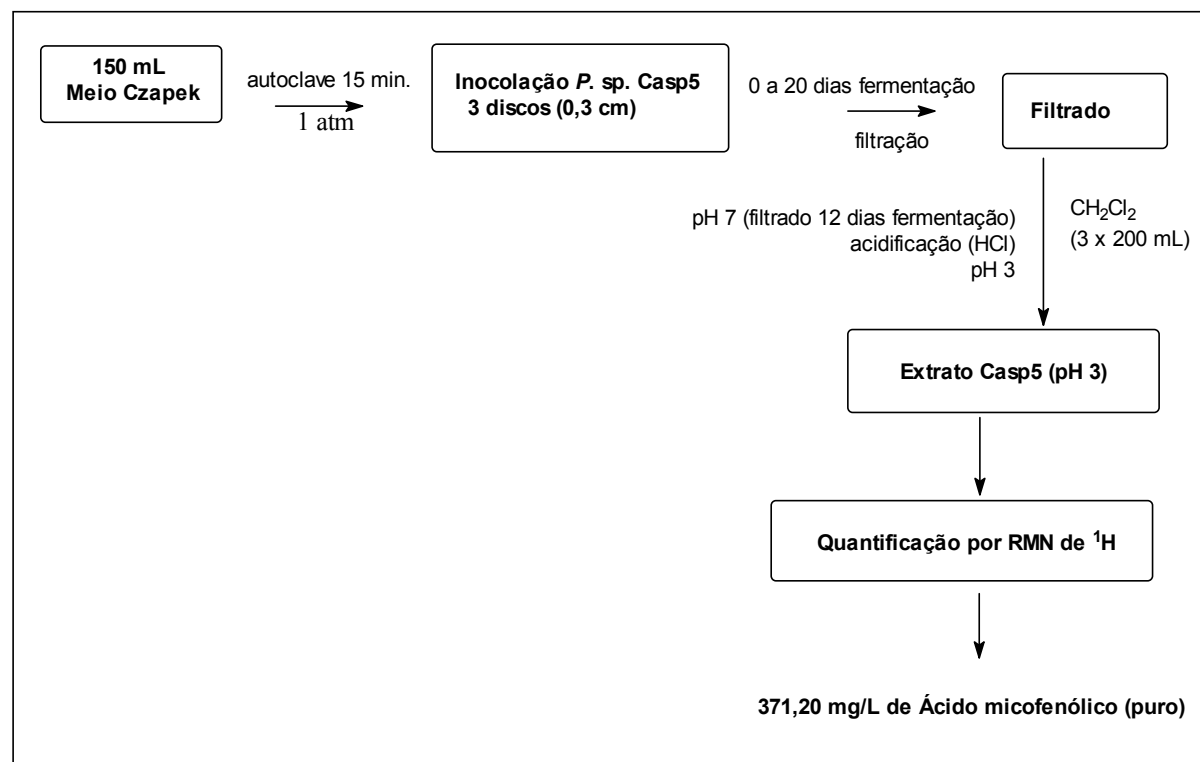 150 mL
Meio Czapek
autoclave 15 min.
1 atm
Inocolação P. sp. Casp5
3 discos (0,3 cm)
0 a 20 dias fermentação
filtração
Filtrado
pH 7 (filtrado 12 dias fermentação)
acidificação (HCl)
pH 3
CH₂Cl₂
(3 x 200 mL)
Extrato Casp5 (pH 3)
Quantificação por RMN de ¹H
371,20 mg/L de Ácido micofenólico (puro)